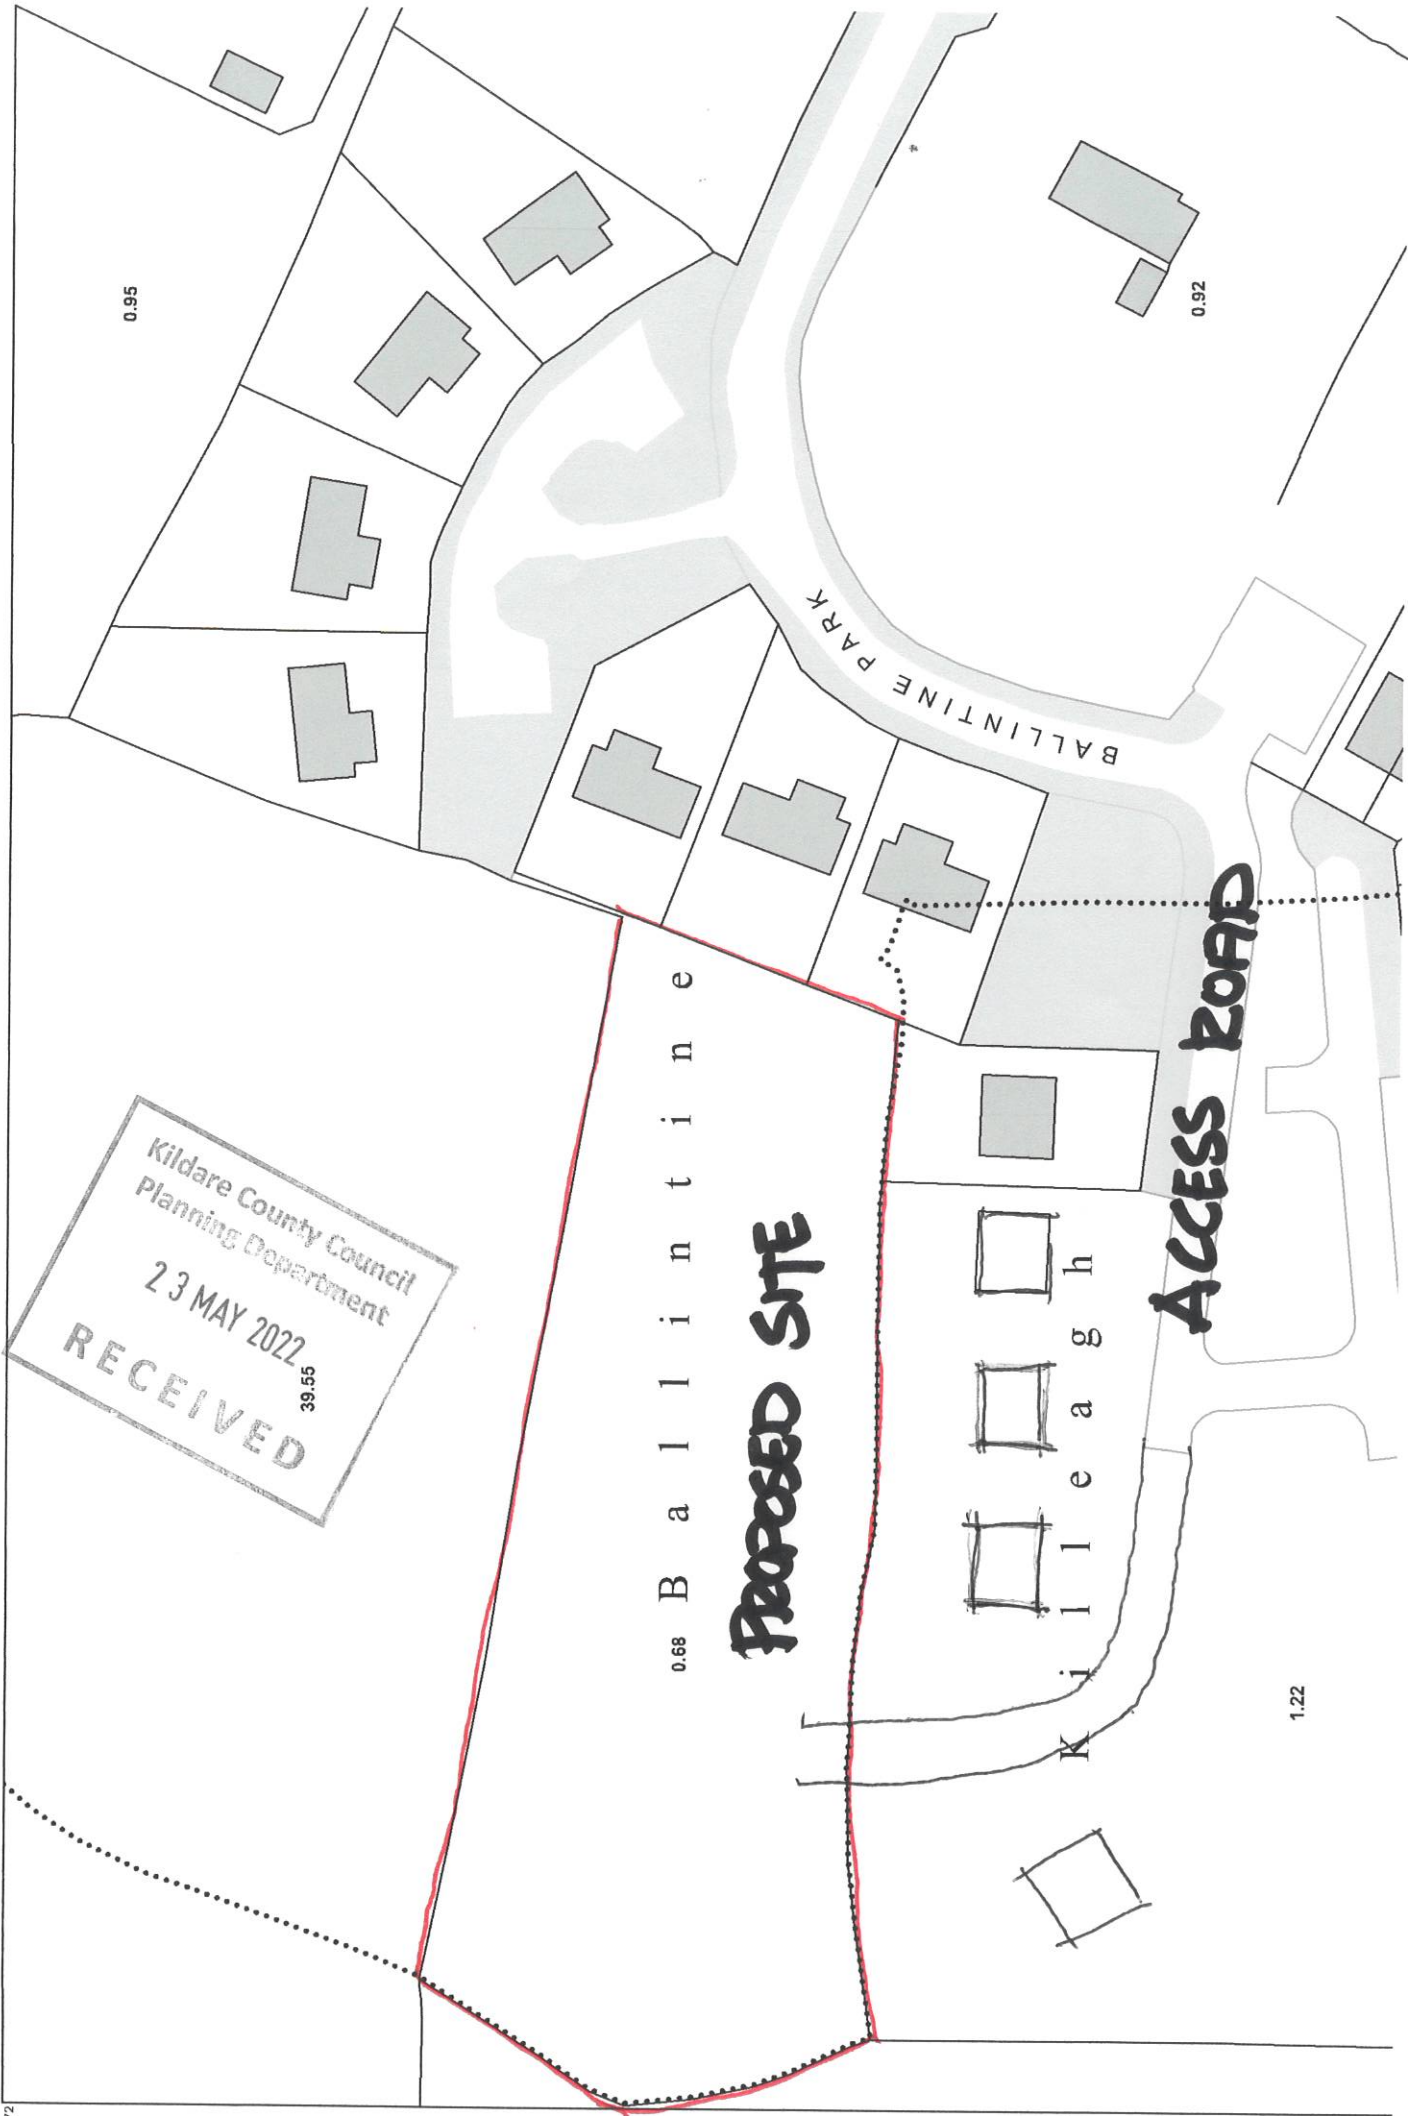 0.95
0.92
BALLINTINE PARK
Kildare County Council
Planning Department
23 MAY 2022
RECEIVED
39.55
Ballintine
0.68
PROPOSED SITE
Killeagh
ACCESS ROAD
1.22
72